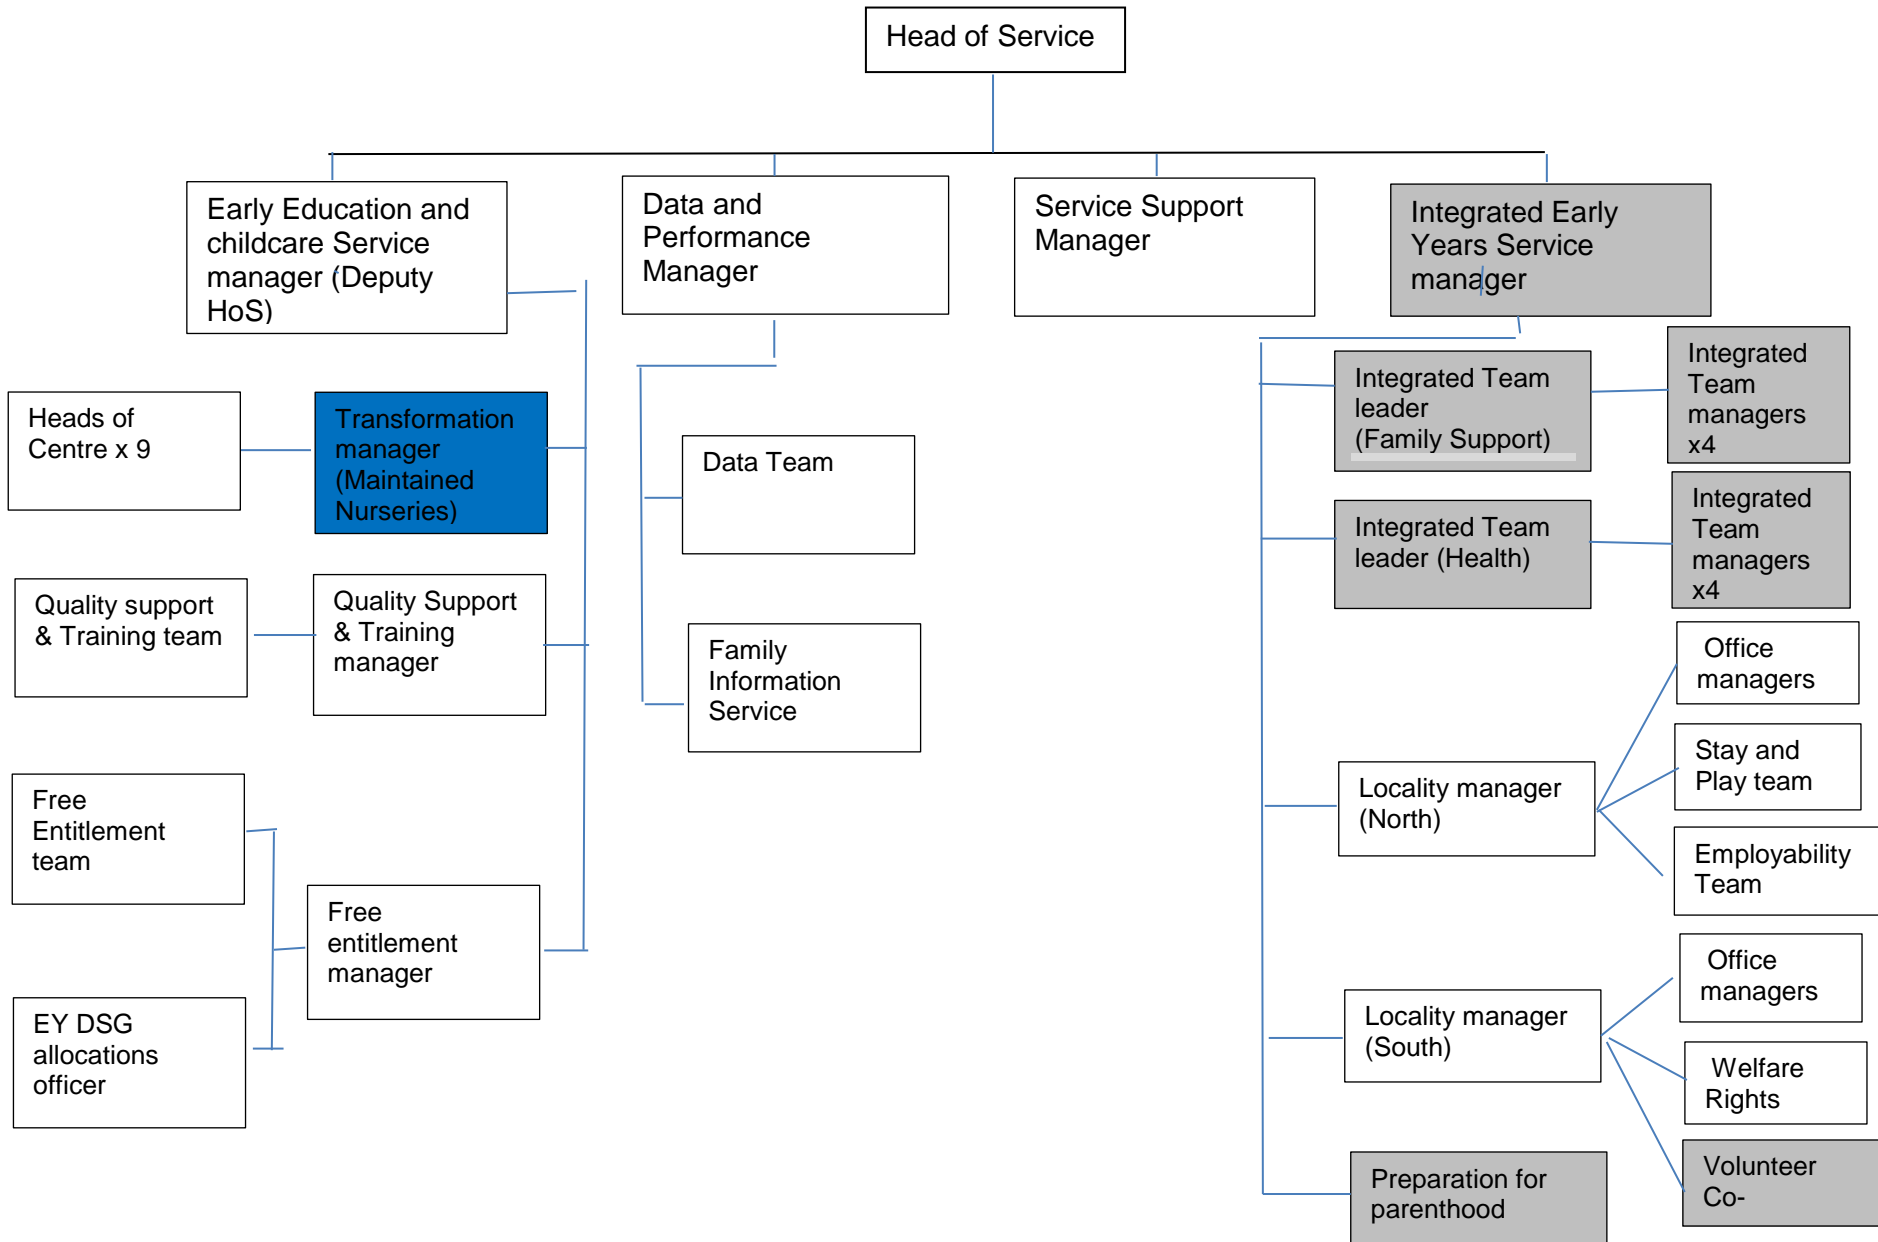 Head of Service
Early Education and
childcare Service
manager (Deputy
HoS)
Data and
Performance
Manager
Service Support
Manager
Integrated Early
Years Service
manager
Heads of
Centre x 9
Transformation
manager
(Maintained
Nurseries)
Data Team
Integrated Team
leader
(Family Support)
Integrated
Team
managers
x4
Integrated Team
leader (Health)
Integrated
Team
managers
x4
Quality support
& Training team
Quality Support
& Training
manager
Family
Information
Service
Office
managers
Stay and
Play team
Locality manager
(North)
Employability
Team
Free
Entitlement
team
Free
entitlement
manager
EY DSG
allocations
officer
Office
managers
Locality manager
(South)
Welfare
Rights
Preparation for
parenthood
Volunteer
Co-